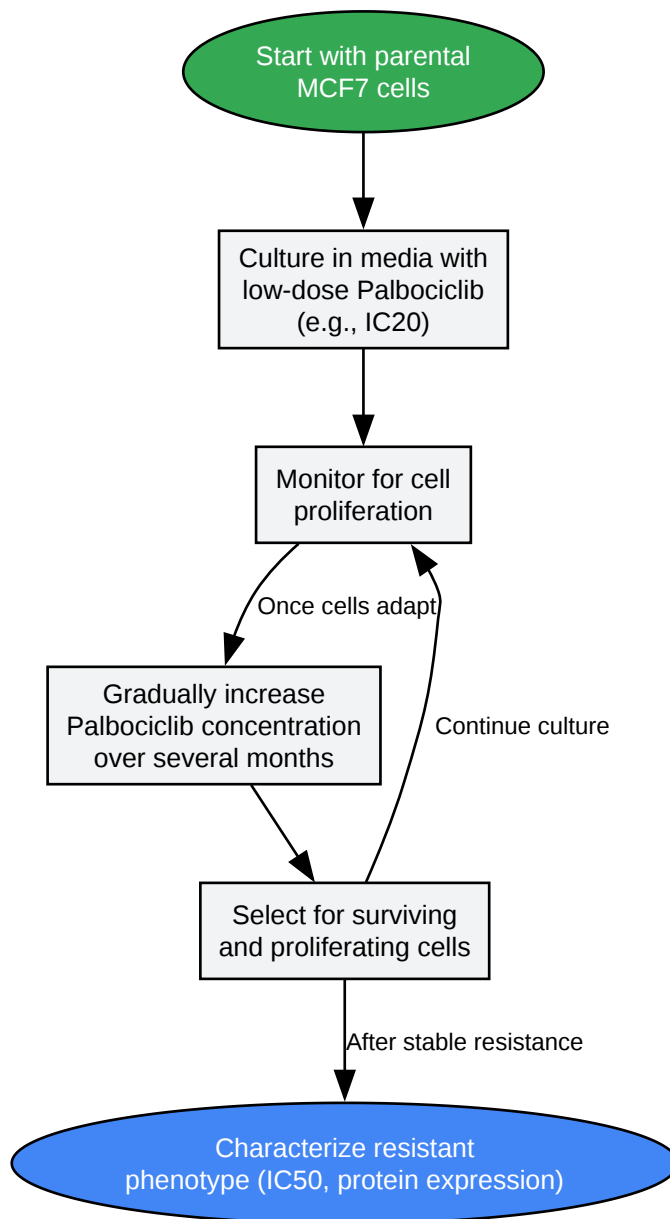 Start with parental
MCF7 cells
Culture in media with
low-dose Palbociclib
(e.g., IC20)
Monitor for cell
proliferation
Once cells adapt
Gradually increase
Palbociclib concentration
over several months
Continue culture
Select for surviving
and proliferating cells
After stable resistance
Characterize resistant
phenotype (IC50, protein expression)